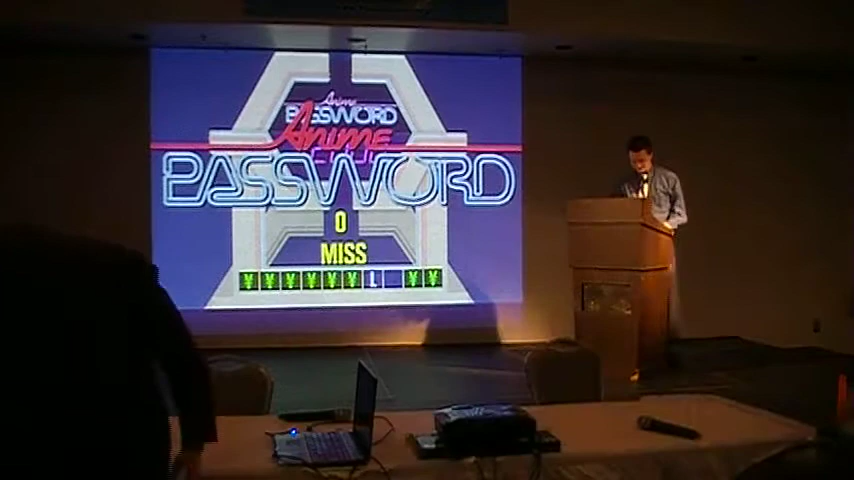 Anime
PASSWORD
Anime
PASSWORD
0
MISS
¥ ¥ ¥ ¥ ¥ ¥ L ¥ ¥